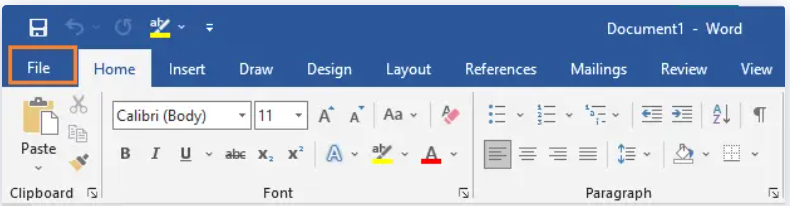 Document1 - Word
File Home Insert Draw Design Layout References Mailings Review View
Calibri (Body) 11 Aa
Paste
B I U abc x₂ x²
Clipboard Font Paragraph